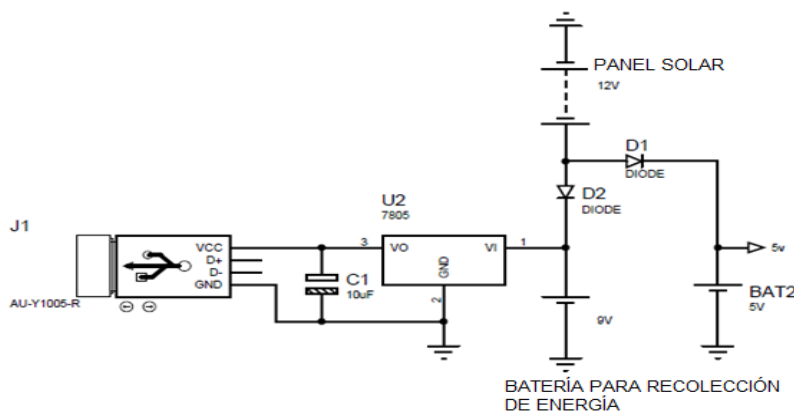 PANEL SOLAR
12V
D1
DIODE
D2
DIODE
U2
7805
J1
VCC
D+
D-
GND
3
VO
VI
1
GND
2
C1
10uF
5v
AU-Y1005-R
BAT2
5V
9V
BATERÍA PARA RECOLECCIÓN
DE ENERGÍA